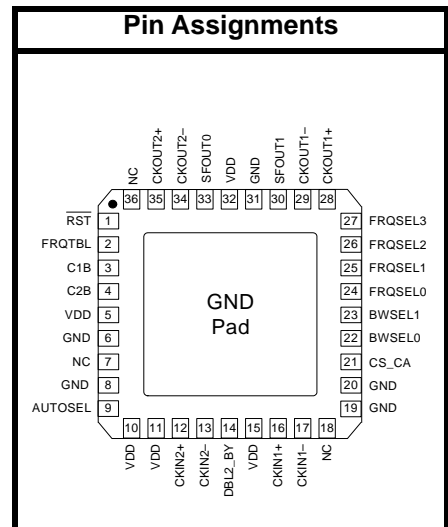 Pin Assignments
NC
CKOUT2+
CKOUT2–
SFOUT0
VDD
GND
SFOUT1
CKOUT1–
CKOUT1+
36 35 34 33 32 31 30 29 28
RST 1
FRQTBL 2
C1B 3
C2B 4
VDD 5
GND 6
NC 7
GND 8
AUTOSEL 9
GND
Pad
27 FRQSEL3
26 FRQSEL2
25 FRQSEL1
24 FRQSEL0
23 BWSEL1
22 BWSEL0
21 CS_CA
20 GND
19 GND
10 11 12 13 14 15 16 17 18
VDD
VDD
CKIN2+
CKIN2–
DBL2_BY
VDD
CKIN1+
CKIN1–
NC